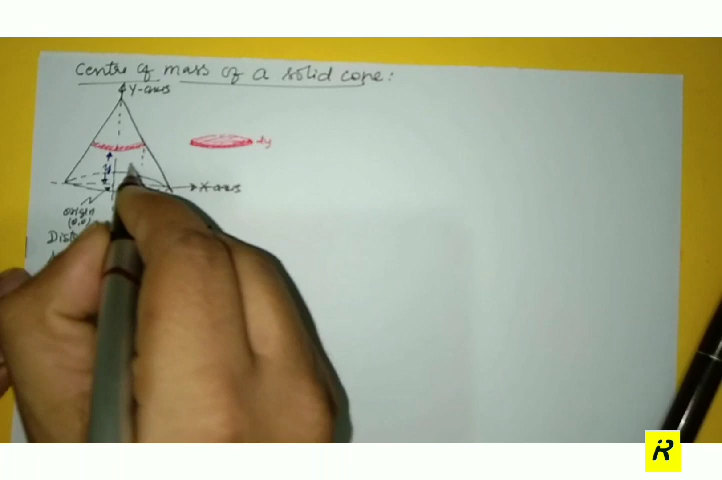 Centre of mass of a solid cone:
Y-axis
dy
y
X-axis
origin
(0,0)
R